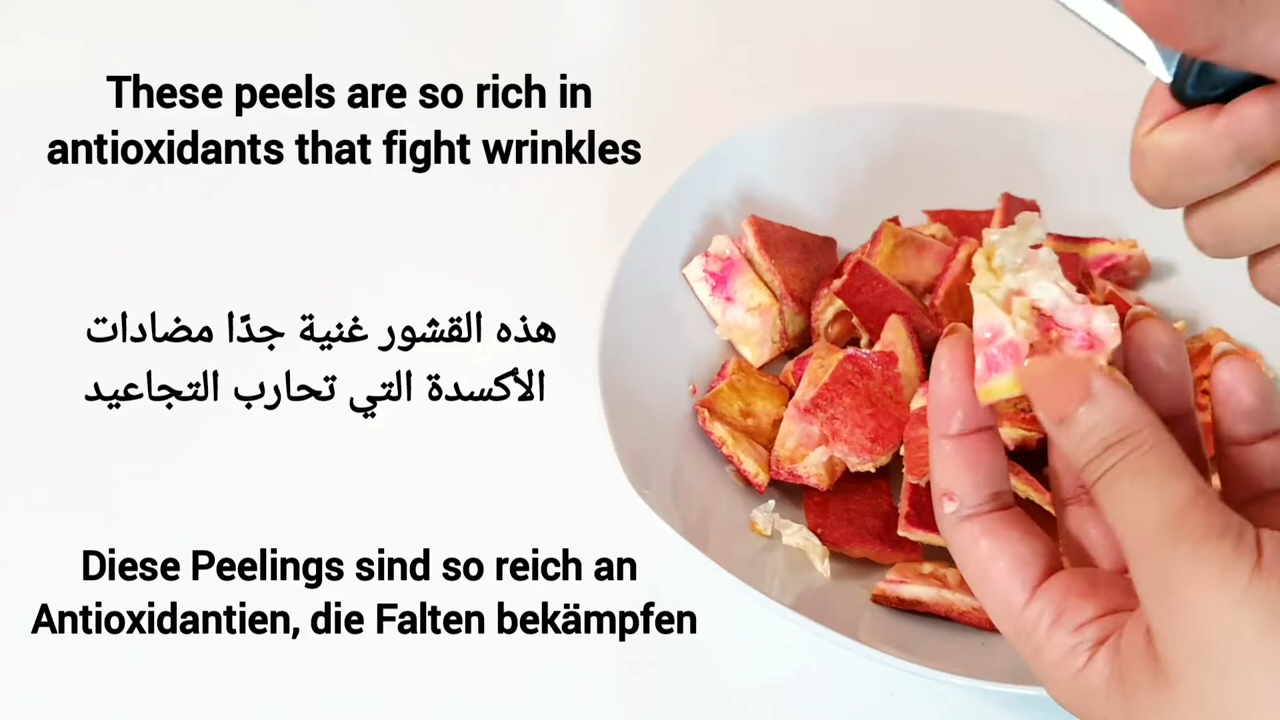 These peels are so rich in
antioxidants that fight wrinkles
هذه القشور غنية جدًا مضادات
الأكسدة التي تحارب التجاعيد
Diese Peelings sind so reich an
Antioxidantien, die Falten bekämpfen